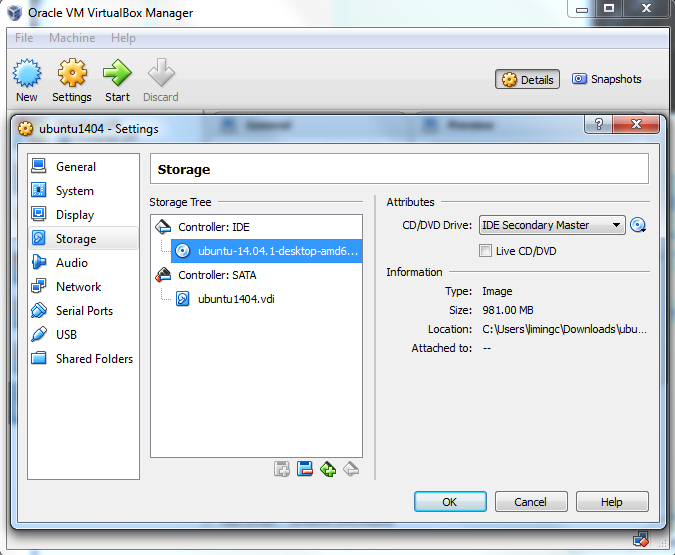 Oracle VM VirtualBox Manager
File Machine Help
New Settings Start Discard Details Snapshots
ubuntu1404 - Settings
General
System
Display
Storage
Audio
Network
Serial Ports
USB
Shared Folders
Storage
Storage Tree
Controller: IDE
ubuntu-14.04.1-desktop-amd6...
Controller: SATA
ubuntu1404.vdi
Attributes
CD/DVD Drive: IDE Secondary Master
Live CD/DVD
Information
Type: Image
Size: 981.00 MB
Location: C:\Users\limingc\Downloads\ubu...
Attached to: --
OK Cancel Help